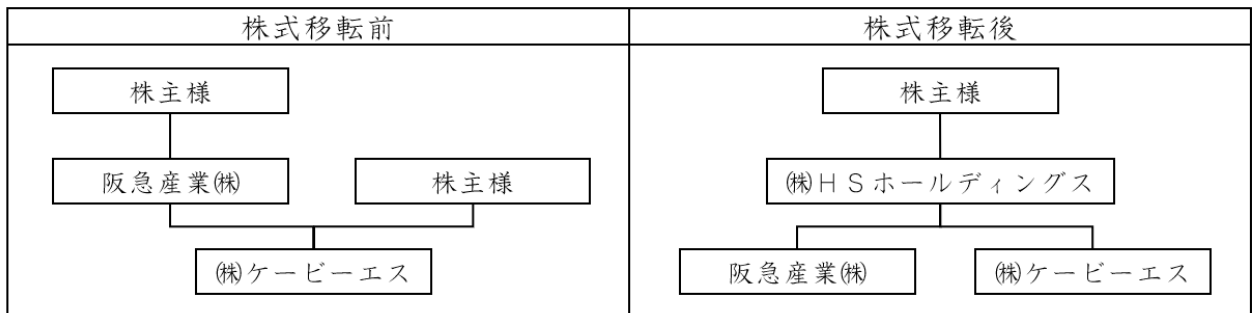 株式移転前
株主様
阪急産業㈱
株主様
㈱ケービーエス
株式移転後
株主様
㈱ＨＳホールディングス
阪急産業㈱
㈱ケービーエス